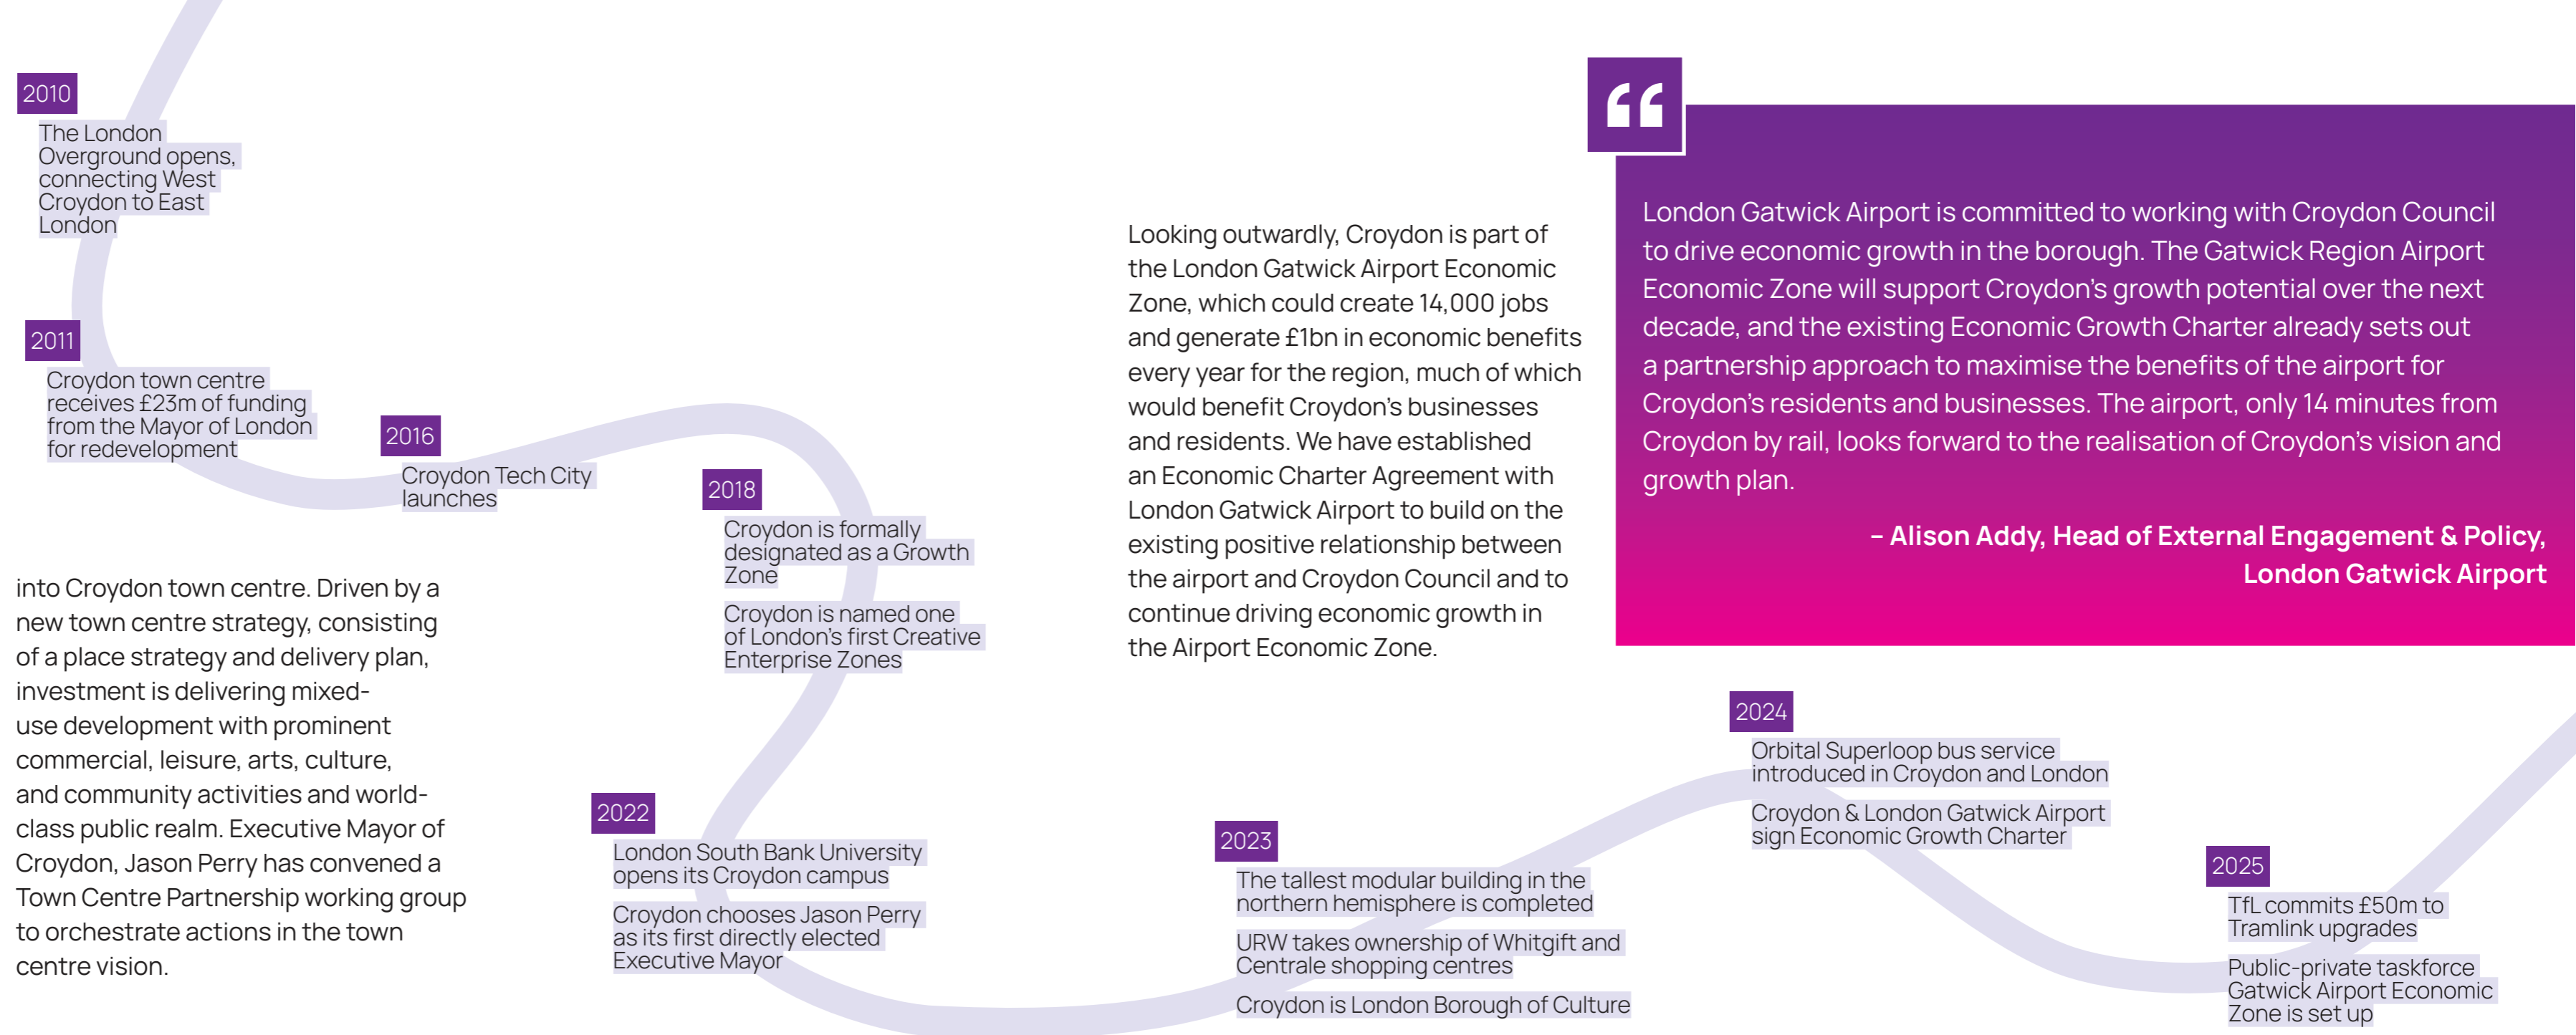 2010
The London
Overground opens,
connecting West
Croydon to East
London
2011
Croydon town centre
receives £23m of funding
from the Mayor of London
for redevelopment
2016
Croydon Tech City
launches
2018
Croydon is formally
designated as a Growth
Zone
Croydon is named one
of London's first Creative
Enterprise Zones
into Croydon town centre. Driven by a
new town centre strategy, consisting
of a place strategy and delivery plan,
investment is delivering mixed-
use development with prominent
commercial, leisure, arts, culture,
and community activities and world-
class public realm. Executive Mayor of
Croydon, Jason Perry has convened a
Town Centre Partnership working group
to orchestrate actions in the town
centre vision.
2022
London South Bank University
opens its Croydon campus
Croydon chooses Jason Perry
as its first directly elected
Executive Mayor
Looking outwardly, Croydon is part of
the London Gatwick Airport Economic
Zone, which could create 14,000 jobs
and generate £1bn in economic benefits
every year for the region, much of which
would benefit Croydon's businesses
and residents. We have established
an Economic Charter Agreement with
London Gatwick Airport to build on the
existing positive relationship between
the airport and Croydon Council and to
continue driving economic growth in
the Airport Economic Zone.
“
London Gatwick Airport is committed to working with Croydon Council
to drive economic growth in the borough. The Gatwick Region Airport
Economic Zone will support Croydon's growth potential over the next
decade, and the existing Economic Growth Charter already sets out
a partnership approach to maximise the benefits of the airport for
Croydon's residents and businesses. The airport, only 14 minutes from
Croydon by rail, looks forward to the realisation of Croydon's vision and
growth plan.
– Alison Addy, Head of External Engagement & Policy,
London Gatwick Airport
2023
The tallest modular building in the
northern hemisphere is completed
URW takes ownership of Whitgift and
Centrale shopping centres
Croydon is London Borough of Culture
2024
Orbital Superloop bus service
introduced in Croydon and London
Croydon & London Gatwick Airport
sign Economic Growth Charter
2025
TfL commits £50m to
Tramlink upgrades
Public-private taskforce
Gatwick Airport Economic
Zone is set up